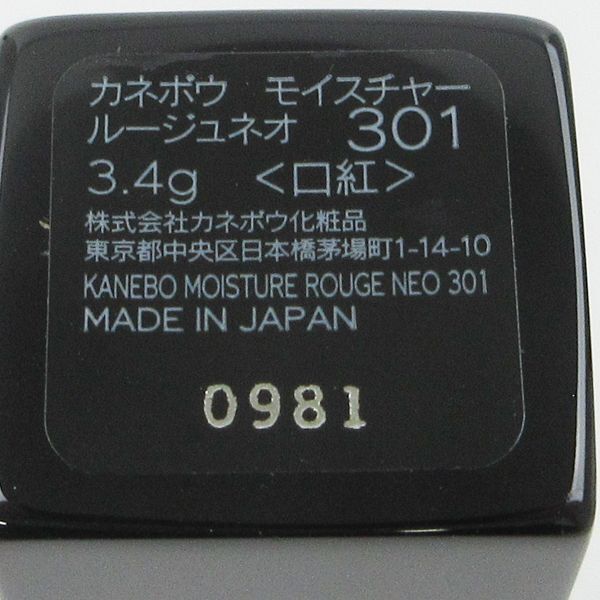 カネボウ モイスチャー
ルージュネオ 301
3.4g <口紅>
株式会社カネボウ化粧品
東京都中央区日本橋茅場町1-14-10
KANEBO MOISTURE ROUGE NEO 301
MADE IN JAPAN
0981